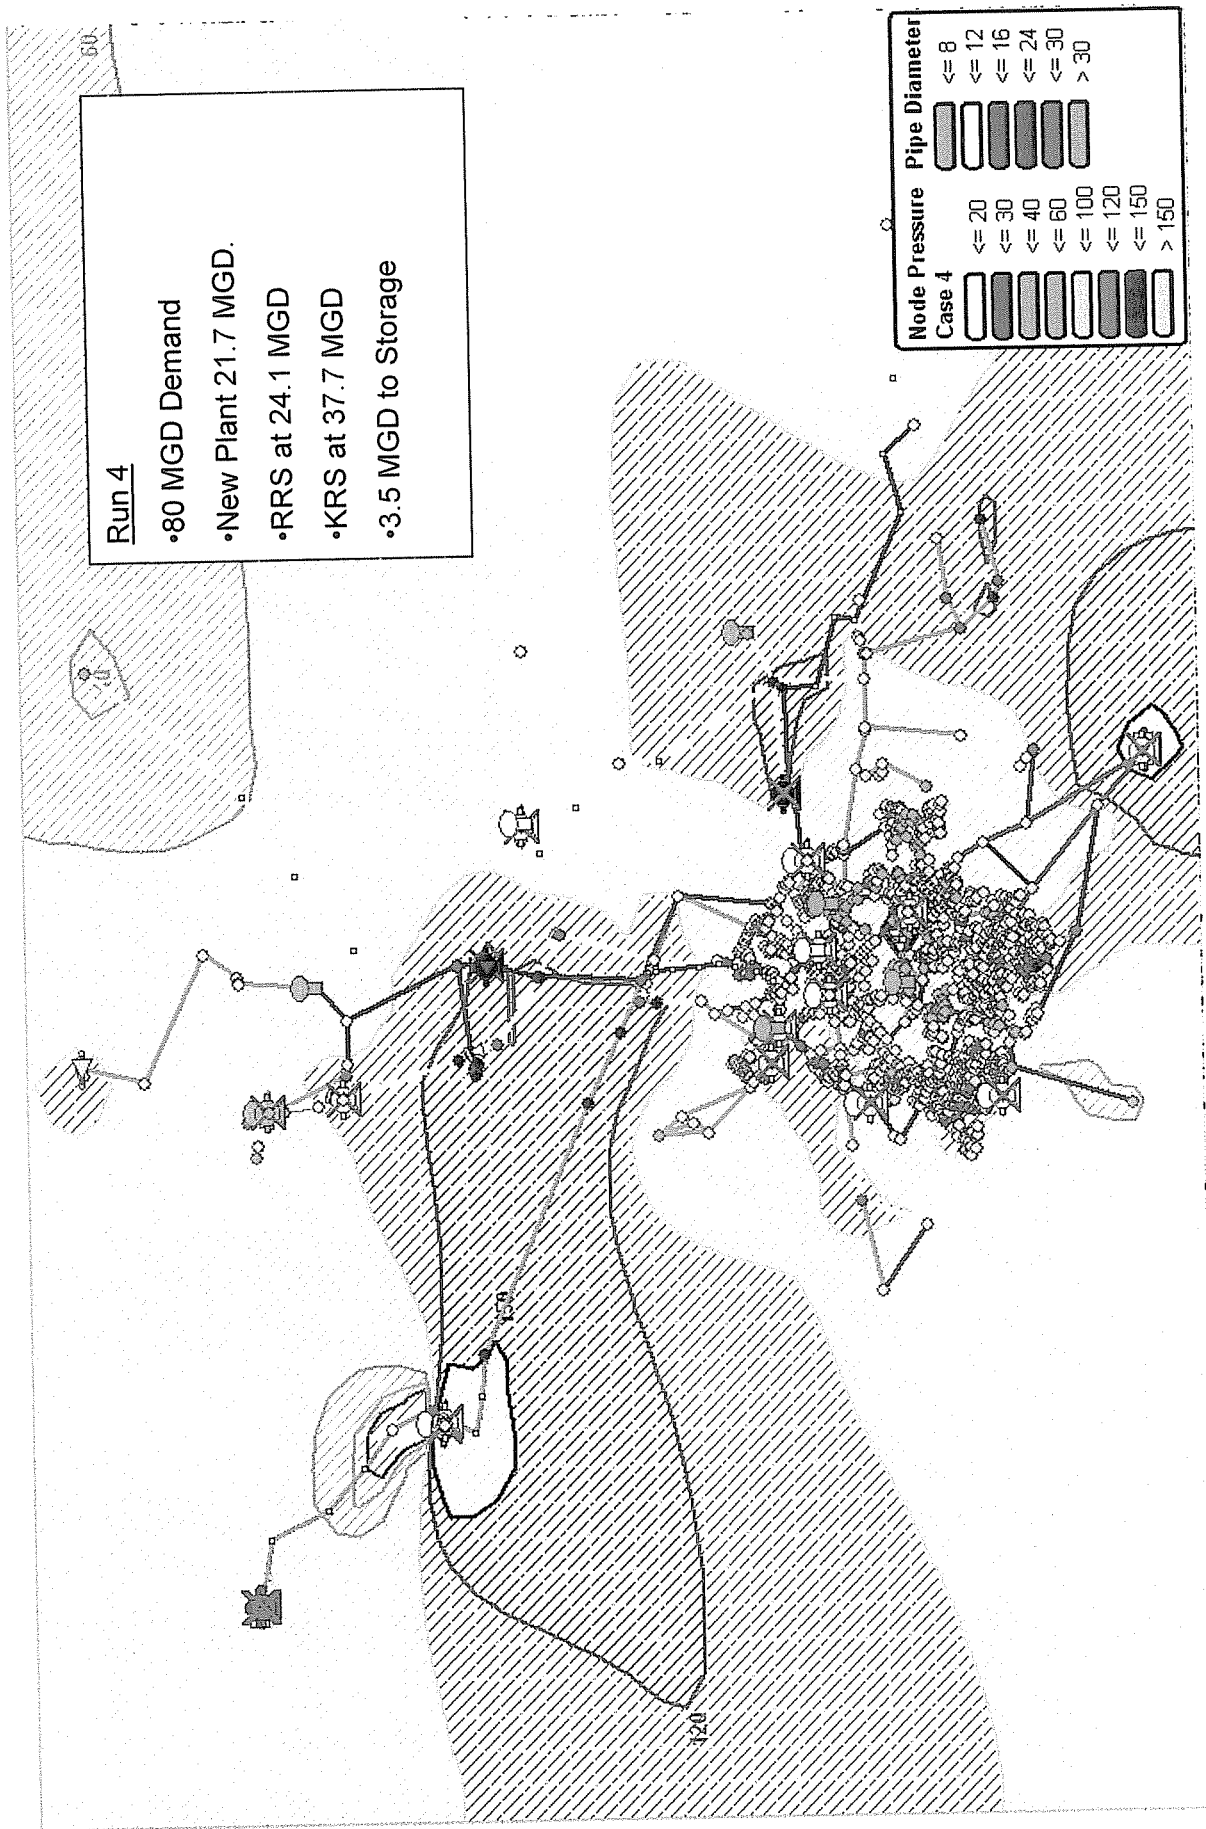 Run 4
•80 MGD Demand
•New Plant 21.7 MGD.
•RRS at 24.1 MGD
•KRS at 37.7 MGD
•3.5 MGD to Storage
60
150
120
Node Pressure
Case 4
<= 20
<= 30
<= 40
<= 60
<= 100
<= 120
<= 150
> 150
Pipe Diameter
<= 8
<= 12
<= 16
<= 24
<= 30
> 30